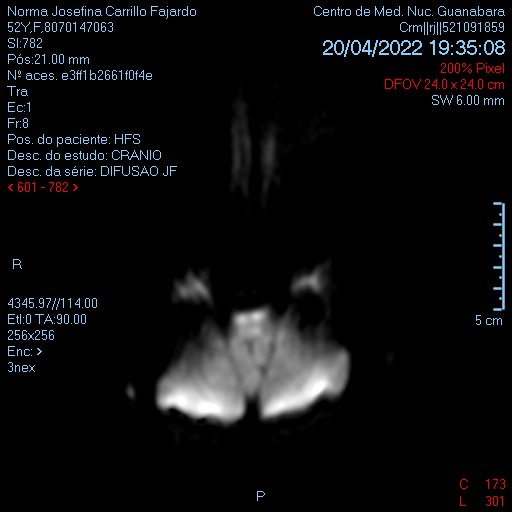 Norma Josefina Carrillo Fajardo
52Y,F,8070147063
Sl:782
Pós:21.00 mm
Nº aces. e3ff1b2661f0f4e
Tra
Ec:1
Fr:8
Pos. do paciente: HFS
Desc. do estudo: CRANIO
Desc. da série: DIFUSAO JF
< 601 - 782 >
Centro de Med. Nuc. Guanabara
Crm||rj||521091859
20/04/2022 19:35:08
200% Pixel
DFOV 24.0 x 24.0 cm
SW 6.00 mm
R
4345.97//114.00
Etl:0 TA:90.00
256x256
Enc: >
3nex
5 cm
P
C 173
L 301